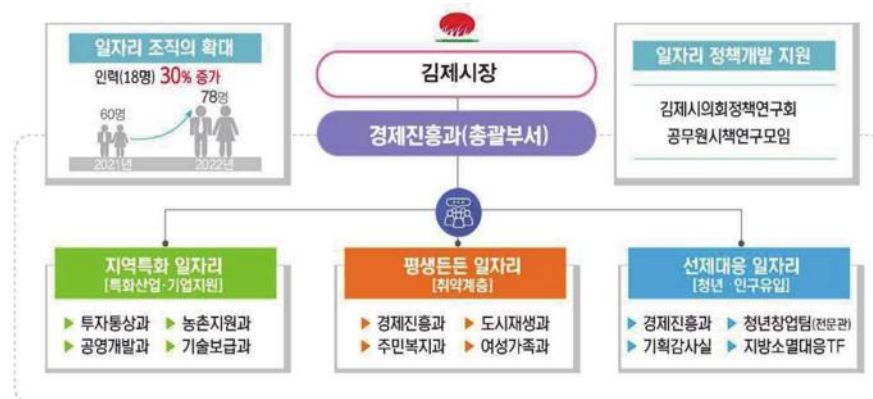 일자리 조직의 확대
인력(18명) 30% 증가
60명
78명
2021년
2022년
김제시장
경제진흥과(총괄부서)
일자리 정책개발 지원
김제시의회정책연구회
공무원시책연구모임
지역특화 일자리
[특화산업·기업지원]
▶ 투자통상과 ▶ 농촌지원과
▶ 공영개발과 ▶ 기술보급과
평생든든 일자리
[취약계층]
▶ 경제진흥과 ▶ 도시재생과
▶ 주민복지과 ▶ 여성가족과
선제대응 일자리
[청년·인구유입]
▶ 경제진흥과 ▶ 청년창업팀(전문관)
▶ 기획감사실 ▶ 지방소멸대응TF